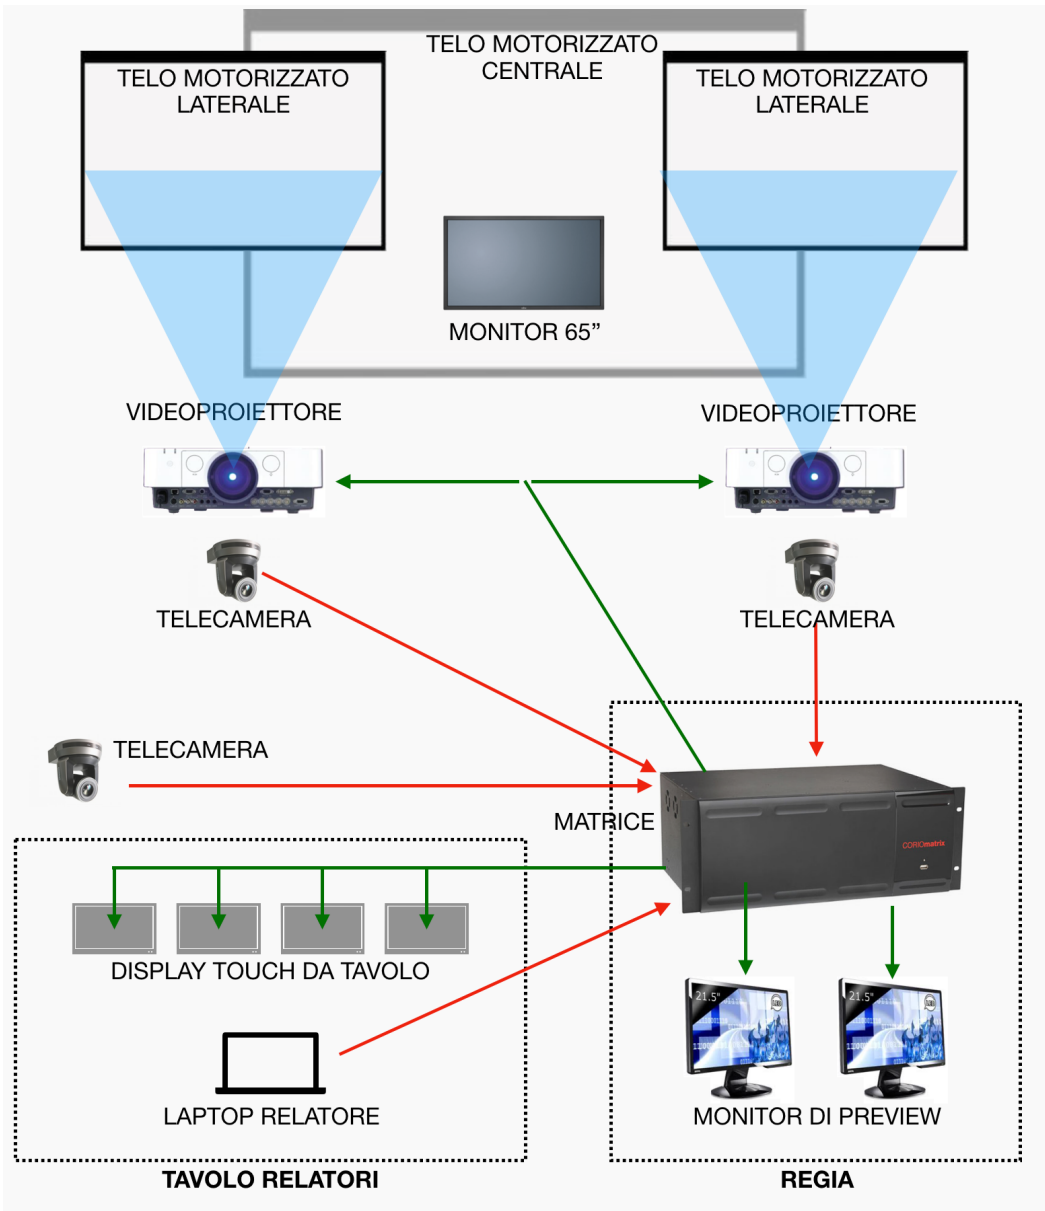 TELO MOTORIZZATO
CENTRALE
TELO MOTORIZZATO
LATERALE
TELO MOTORIZZATO
LATERALE
MONITOR 65”
VIDEOPROIETTORE
VIDEOPROIETTORE
TELECAMERA
TELECAMERA
TELECAMERA
MATRICE
CORIOmatrix
DISPLAY TOUCH DA TAVOLO
21.5"
21.5"
LAPTOP RELATORE
MONITOR DI PREVIEW
TAVOLO RELATORI
REGIA